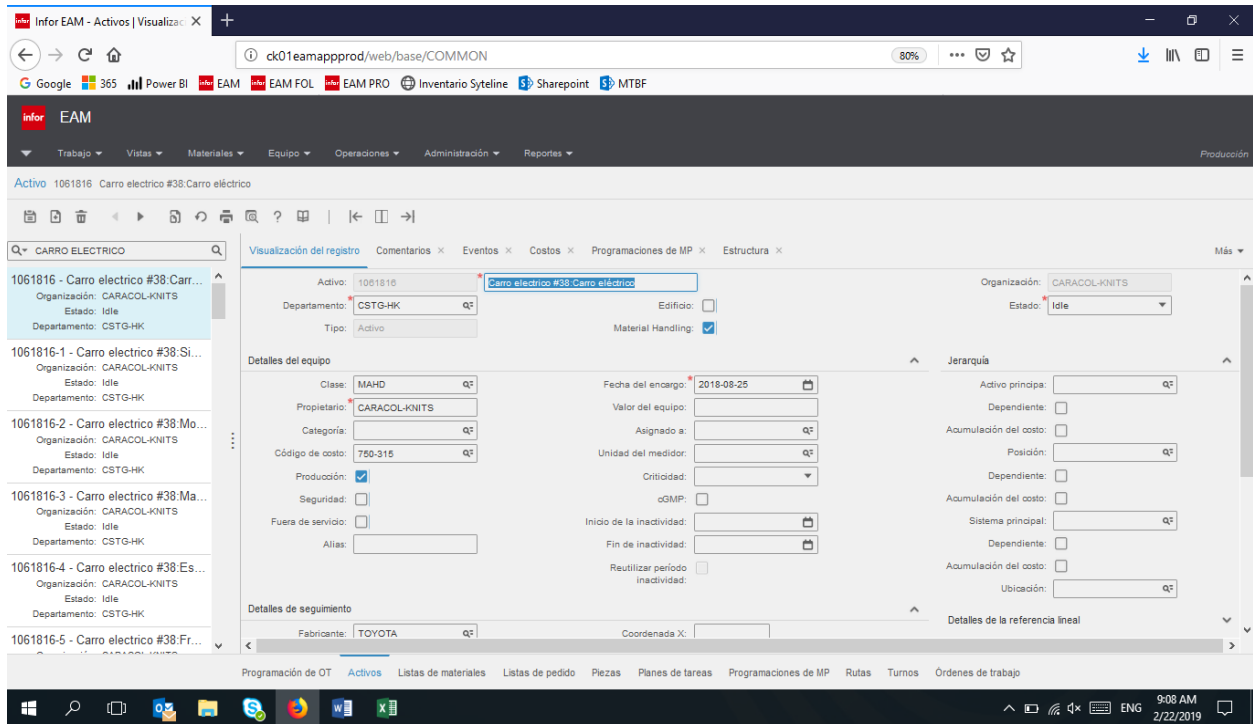 infor Infor EAM - Activos | Visualizac
ck01eamappprod/web/base/COMMON 80%
Google 365 Power BI EAM EAM FOL EAM PRO Inventario Syteline Sharepoint MTBF
infor EAM
Trabajo Vistas Materiales Equipo Operaciones Administración Reportes Producción
Activo 1061816 Carro electrico #38:Carro eléctrico
CARRO ELECTRICO
Visualización del registro Comentarios Eventos Costos Programaciones de MP Estructura Más
1061816 - Carro electrico #38:Carr...
Organización: CARACOL-KNITS
Estado: Idle
Departamento: CSTG-HK
1061816-1 - Carro electrico #38:Si...
Organización: CARACOL-KNITS
Estado: Idle
Departamento: CSTG-HK
1061816-2 - Carro electrico #38:Mo...
Organización: CARACOL-KNITS
Estado: Idle
Departamento: CSTG-HK
1061816-3 - Carro electrico #38:Ma...
Organización: CARACOL-KNITS
Estado: Idle
Departamento: CSTG-HK
1061816-4 - Carro electrico #38:Es...
Organización: CARACOL-KNITS
Estado: Idle
Departamento: CSTG-HK
1061816-5 - Carro electrico #38:Fr...
Activo: 1061816 * Carro electrico #38:Carro eléctrico Organización: CARACOL-KNITS
Departamento:* CSTG-HK Edificio: Estado:* Idle
Tipo: Activo Material Handling:
Detalles del equipo Jerarquía
Clase: MAHD Fecha del encargo:* 2018-08-25 Activo principa:
Propietario:* CARACOL-KNITS Valor del equipo: Dependiente:
Categoría: Asignado a: Acumulación del costo:
Código de costo: 750-315 Unidad del medidor: Posición:
Producción: Criticidad: Dependiente:
Seguridad: cGMP: Acumulación del costo:
Fuera de servicio: Inicio de la inactividad: Sistema principal:
Alias: Fin de inactividad: Dependiente:
Reutilizar período inactividad: Acumulación del costo:
Ubicación:
Detalles de seguimiento Detalles de la referencia lineal
Fabricante: TOYOTA Coordenada X:
Programación de OT Activos Listas de materiales Listas de pedido Piezas Planes de tareas Programaciones de MP Rutas Turnos Órdenes de trabajo
ENG 9:08 AM
2/22/2019